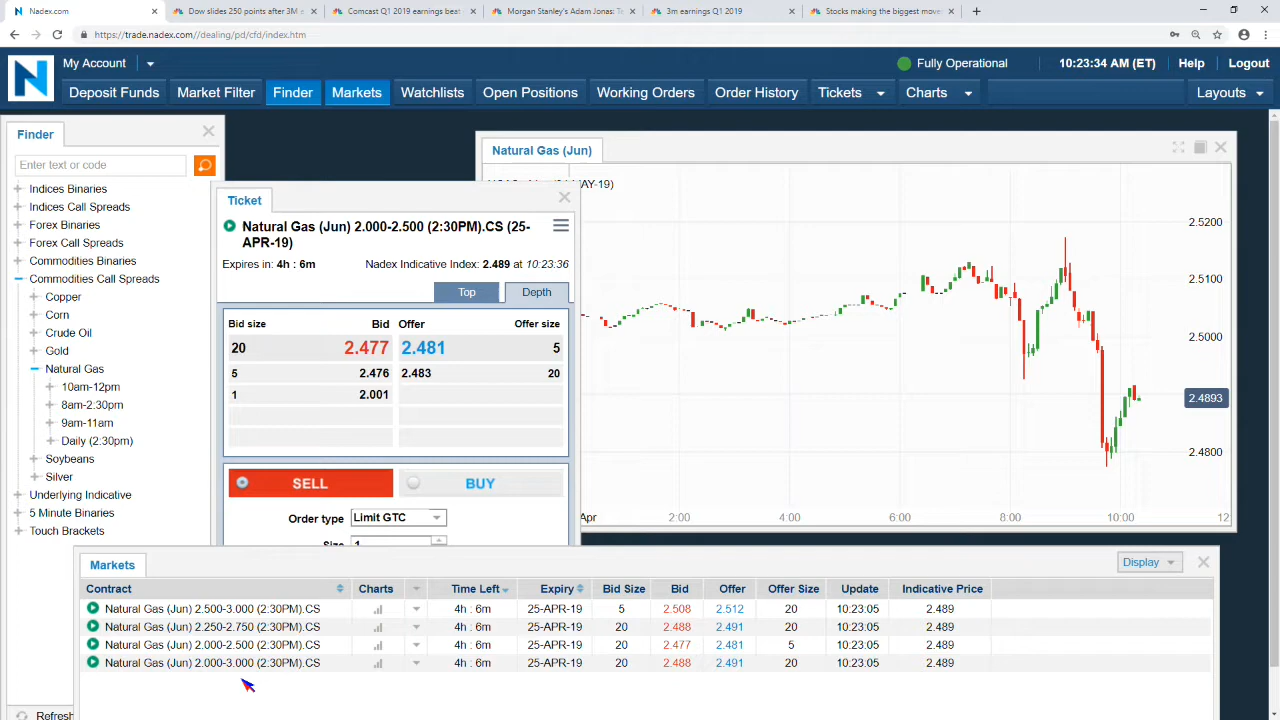 Nadex.com
Dow slides 250 points after 3M s
Comcast Q1 2019 earnings beat
Morgan Stanley's Adam Jonas: T
3m earnings Q1 2019
Stocks making the biggest move
https://trade.nadex.com//dealing/pd/cfd/index.htm
N
My Account
Fully Operational
10:23:34 AM (ET)
Help
Logout
Deposit Funds
Market Filter
Finder
Markets
Watchlists
Open Positions
Working Orders
Order History
Tickets
Charts
Layouts
Finder
Enter text or code
Indices Binaries
Indices Call Spreads
Forex Binaries
Forex Call Spreads
Commodities Binaries
Commodities Call Spreads
Copper
Corn
Crude Oil
Gold
Natural Gas
10am-12pm
8am-2:30pm
9am-11am
Daily (2:30pm)
Soybeans
Silver
Underlying Indicative
5 Minute Binaries
Touch Brackets
Refresh
Ticket
Natural Gas (Jun) 2.000-2.500 (2:30PM).CS (25-
APR-19)
Expires in: 4h : 6m
Nadex Indicative Index: 2.489 at 10:23:36
Top
Depth
Bid size Bid Offer Offer size
20 2.477 2.481 5
5 2.476 2.483 20
1 2.001
SELL
BUY
Order type
Limit GTC
Size
1
Natural Gas (Jun)
AY-19)
2.5200
2.5100
2.5000
2.4893
2.4800
Apr 2:00 4:00 6:00 8:00 10:00 12
Markets
Display
Contract Charts Time Left Expiry Bid Size Bid Offer Offer Size Update Indicative Price
Natural Gas (Jun) 2.500-3.000 (2:30PM).CS 4h : 6m 25-APR-19 5 2.508 2.512 20 10:23:05 2.489
Natural Gas (Jun) 2.250-2.750 (2:30PM).CS 4h : 6m 25-APR-19 20 2.488 2.491 20 10:23:05 2.489
Natural Gas (Jun) 2.000-2.500 (2:30PM).CS 4h : 6m 25-APR-19 20 2.477 2.481 5 10:23:05 2.489
Natural Gas (Jun) 2.000-3.000 (2:30PM).CS 4h : 6m 25-APR-19 20 2.488 2.491 20 10:23:05 2.489